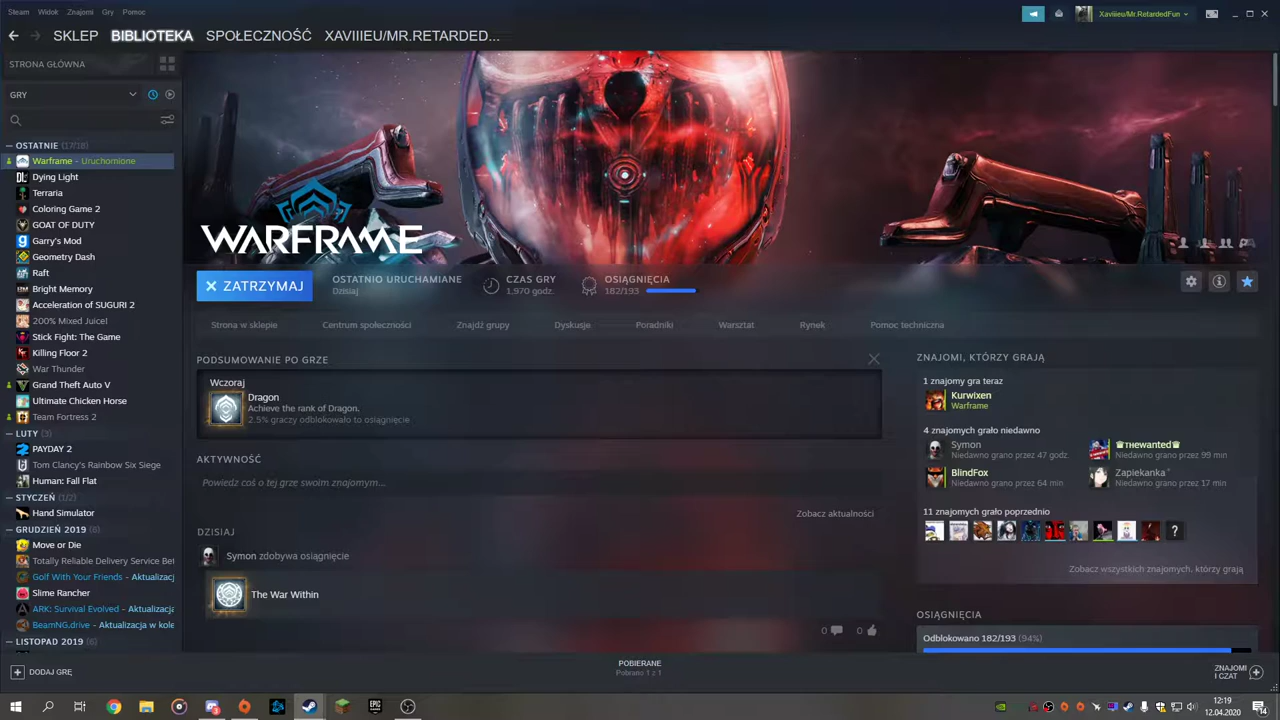 Steam Widok Znajomi Gry Pomoc
Xaviiieu/Mr.RetardedFun
SKLEP BIBLIOTEKA SPOŁECZNOŚĆ XAVIIIEU/MR.RETARDED...
STRONA GŁÓWNA
GRY
OSTATNIE (17/18)
Warframe - Uruchomione
Dying Light
Terraria
Coloring Game 2
GOAT OF DUTY
Garry's Mod
Geometry Dash
Raft
Bright Memory
Acceleration of SUGURI 2
200% Mixed Juice!
Stick Fight: The Game
Killing Floor 2
War Thunder
Grand Theft Auto V
Ultimate Chicken Horse
Team Fortress 2
LUTY (3)
PAYDAY 2
Tom Clancy's Rainbow Six Siege
Human: Fall Flat
STYCZEŃ (1/2)
Hand Simulator
GRUDZIEŃ 2019 (6)
Move or Die
Totally Reliable Delivery Service Bet
Golf With Your Friends - Aktualizacj
Slime Rancher
ARK: Survival Evolved - Aktualizacja
BeamNG.drive - Aktualizacja w kole
LISTOPAD 2019 (6)
DODAJ GRĘ
WARFRAME
ZATRZYMAJ
OSTATNIO URUCHAMIANE
Dzisiaj
CZAS GRY
1,970 godz.
OSIĄGNIĘCIA
182/193
Strona w sklepie Centrum społeczności Znajdź grupy Dyskusje Poradniki Warsztat Rynek Pomoc techniczna
PODSUMOWANIE PO GRZE
Wczoraj
Dragon
Achieve the rank of Dragon.
2.5% graczy odblokowało to osiągnięcie
AKTYWNOŚĆ
Powiedz coś o tej grze swoim znajomym...
Zobacz aktualności
DZISIAJ
Symon zdobywa osiągnięcie
The War Within
0 0
ZNAJOMI, KTÓRZY GRAJĄ
1 znajomy gra teraz
Kurwixen
Warframe
4 znajomych grało niedawno
Symon
Niedawno grano przez 47 godz.
♛ᴛʜᴇwanted♛
Niedawno grano przez 99 min
BlindFox
Niedawno grano przez 64 min
Zapiekanka
Niedawno grano przez 17 min
11 znajomych grało poprzednio
?
Zobacz wszystkich znajomych, którzy grają
OSIĄGNIĘCIA
Odblokowano 182/193 (94%)
POBIERANE
Pobrano 1 z 1
ZNAJOMI
I CZAT
12:19
12.04.2020